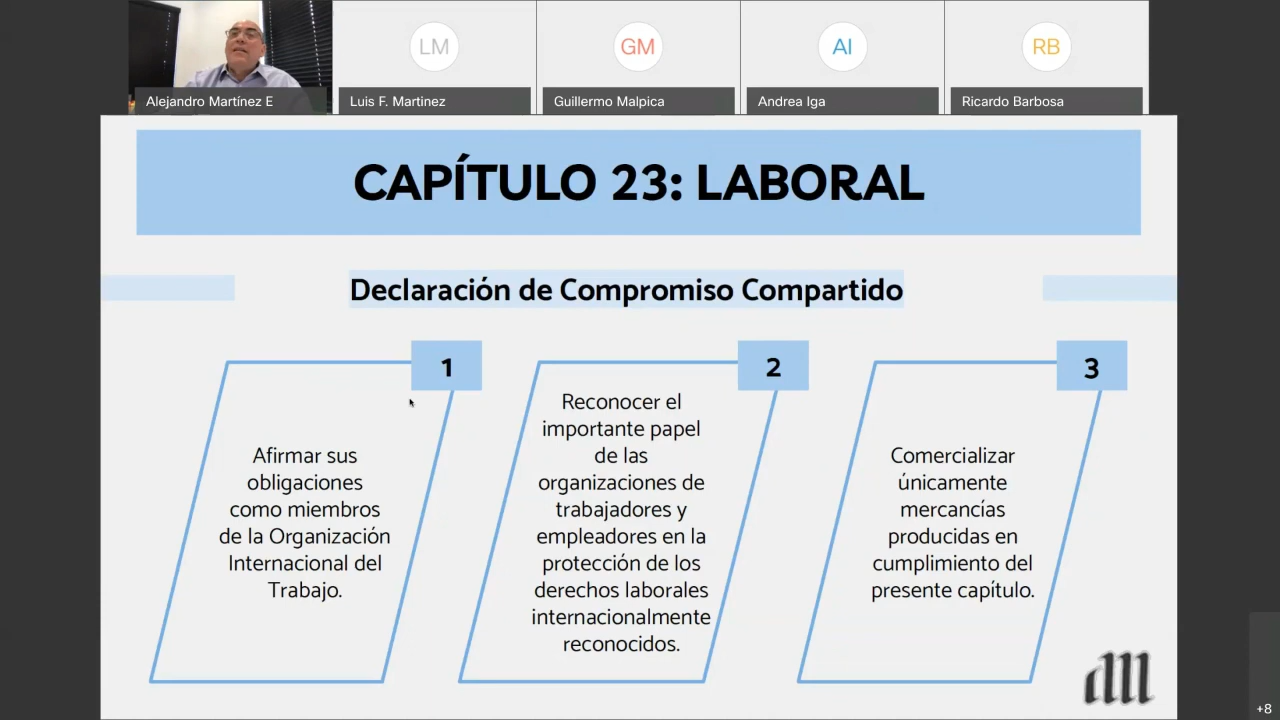 LM
GM
AI
RB
Alejandro Martínez E
Luis F. Martinez
Guillermo Malpica
Andrea Iga
Ricardo Barbosa
CAPÍTULO 23: LABORAL
Declaración de Compromiso Compartido
1
Afirmar sus
obligaciones
como miembros
de la Organización
Internacional del
Trabajo.
2
Reconocer el
importante papel
de las
organizaciones de
trabajadores y
empleadores en la
protección de los
derechos laborales
internacionalmente
reconocidos.
3
Comercializar
únicamente
mercancías
producidas en
cumplimiento del
presente capítulo.
+8